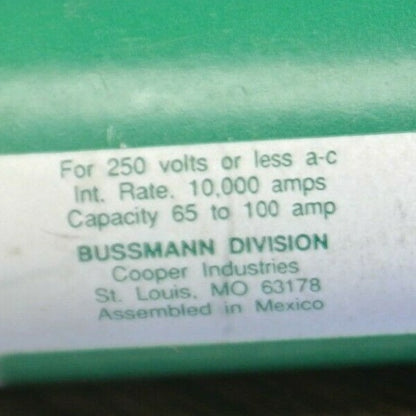 For 250 volts or less a-c
Int. Rate. 10,000 amps
Capacity 65 to 100 amp
BUSSMANN DIVISION
Cooper Industries
St. Louis, MO 63178
Assembled in Mexico